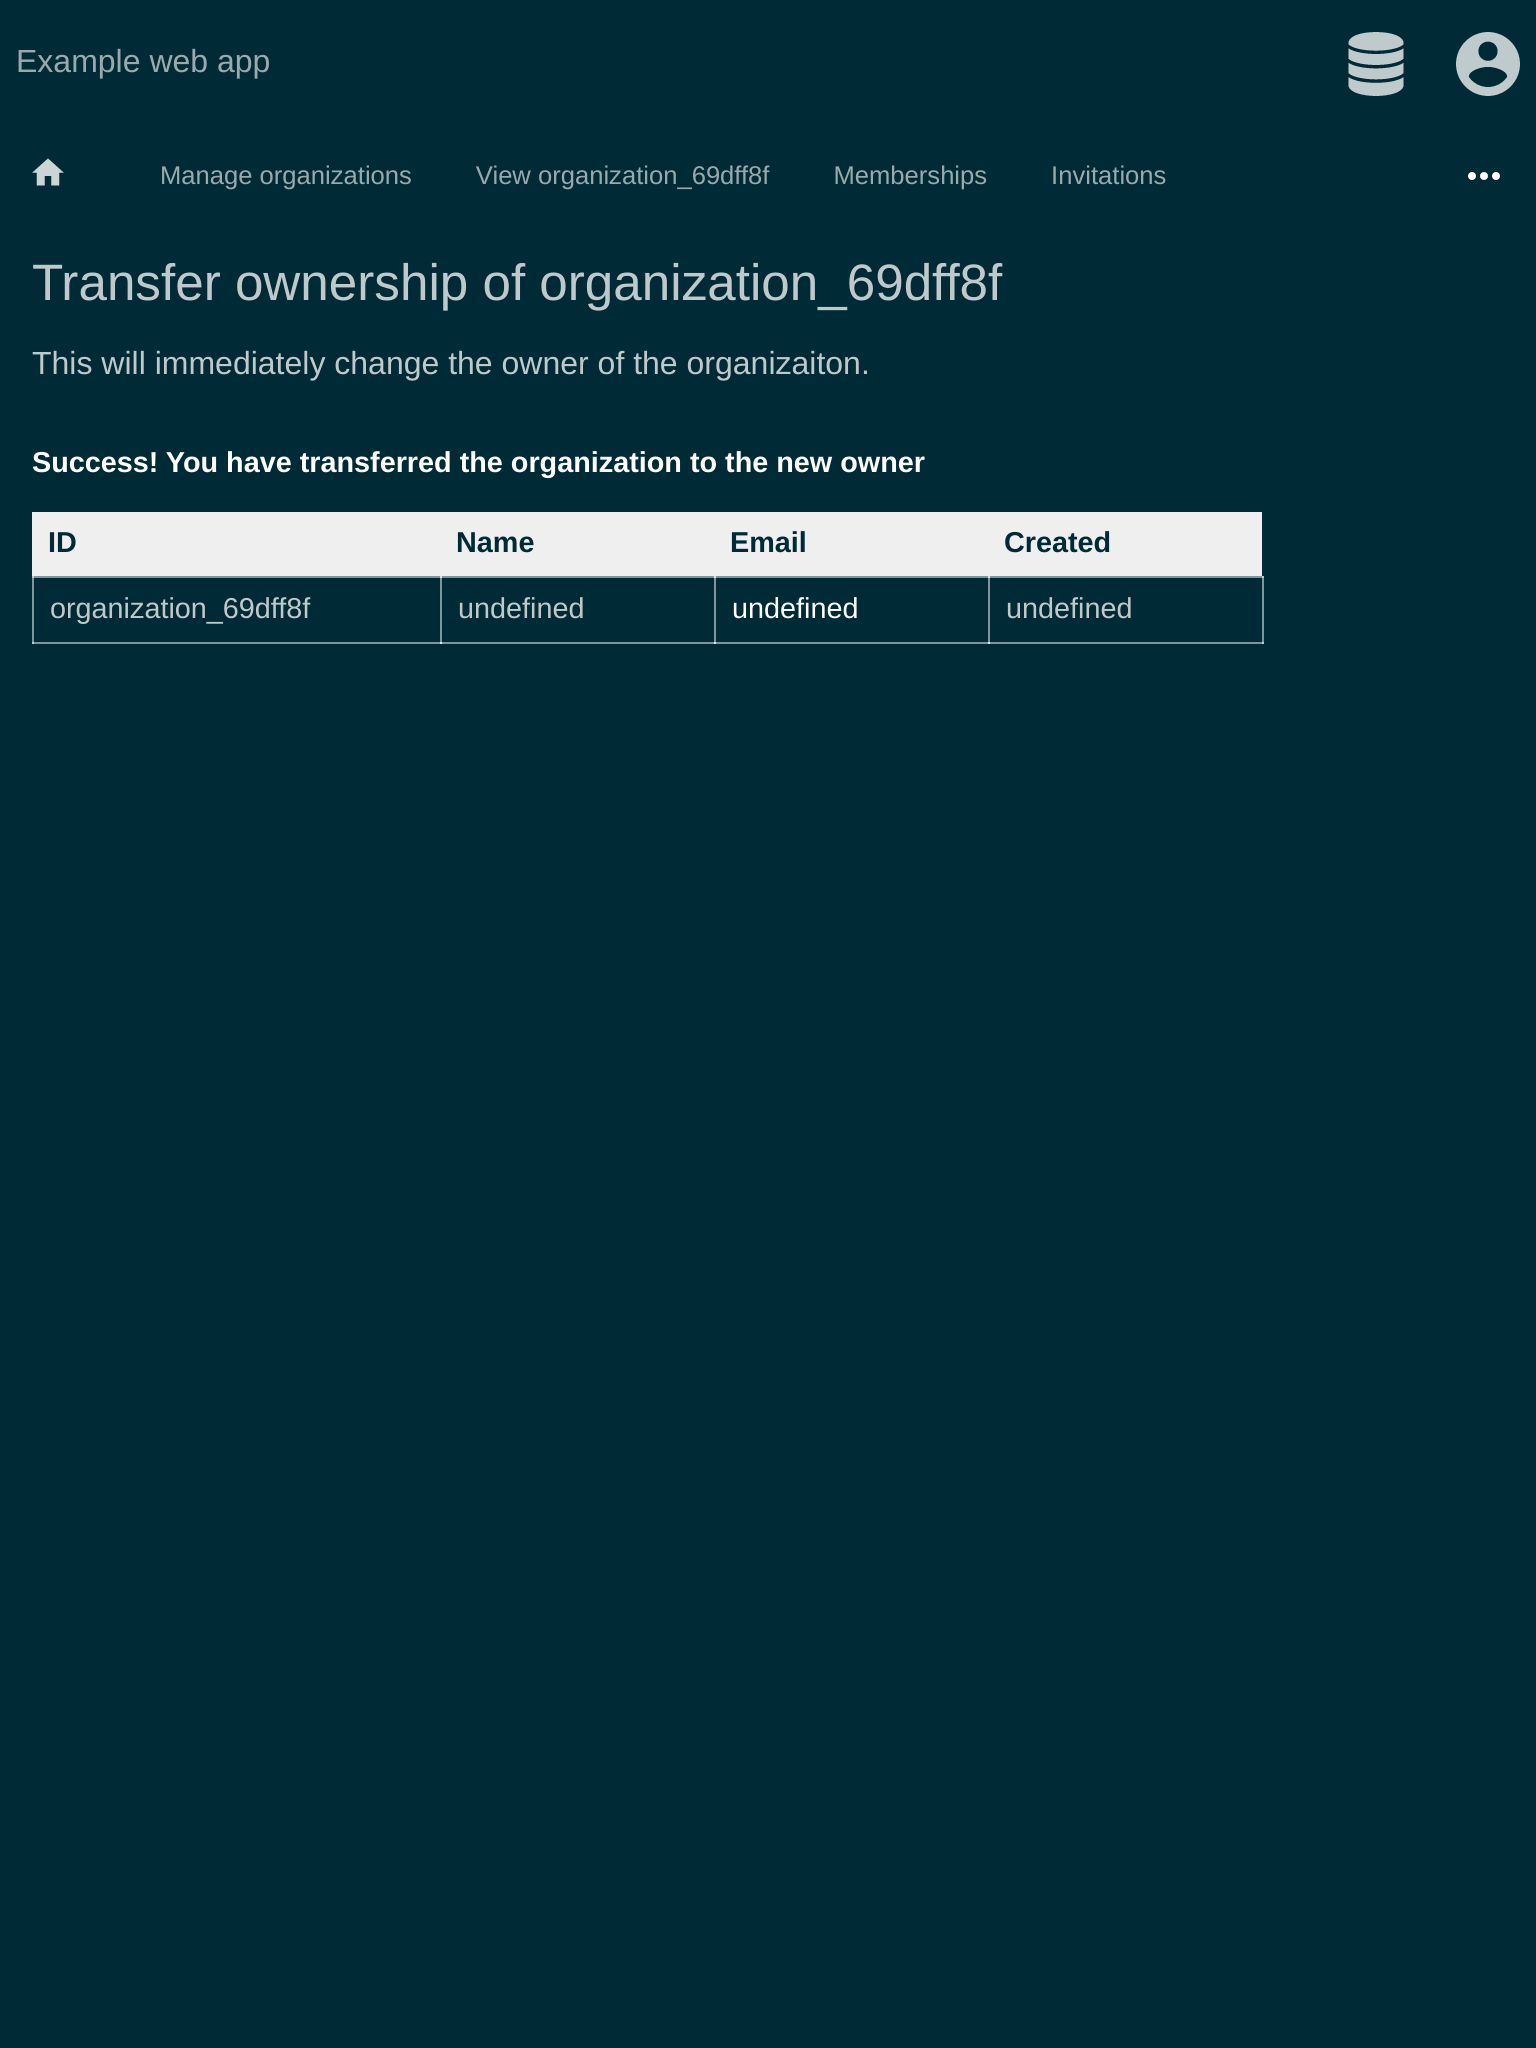 Example web app
Manage organizations View organization_69dff8f Memberships Invitations
Transfer ownership of organization_69dff8f
This will immediately change the owner of the organizaiton.
Success! You have transferred the organization to the new owner
ID Name Email Created
organization_69dff8f undefined undefined undefined